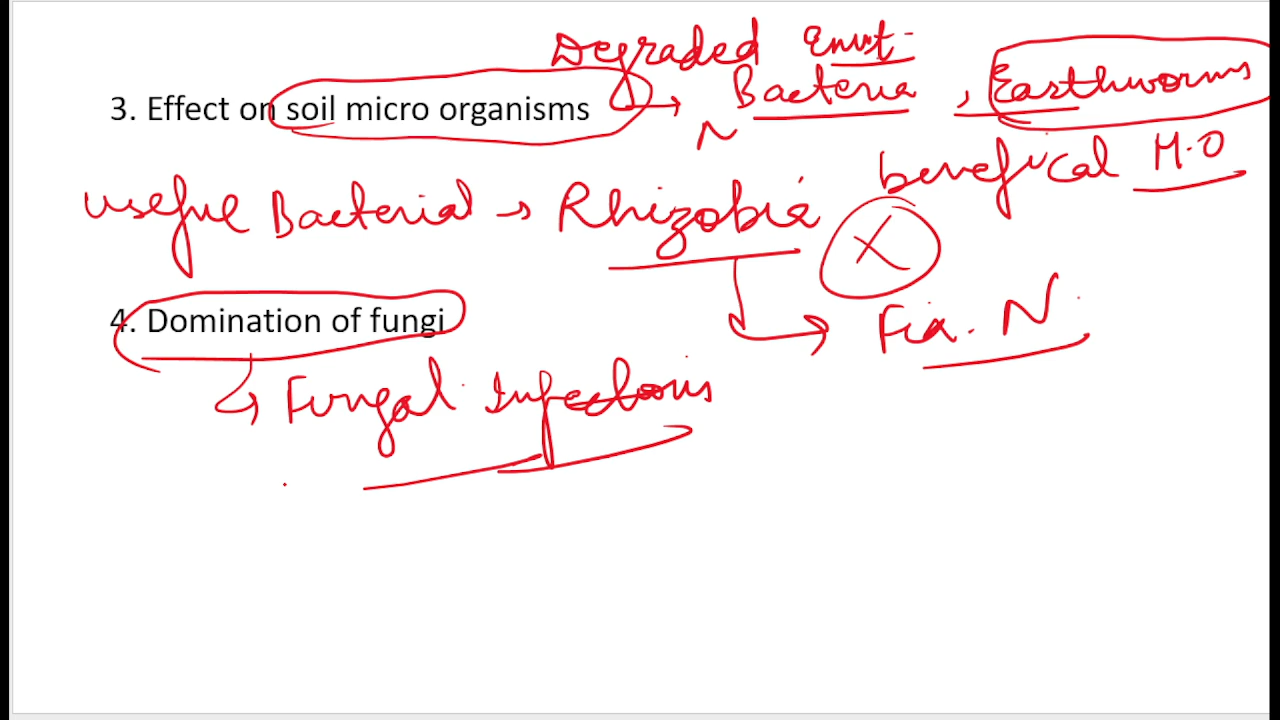 Degraded Envt.
3. Effect on soil micro organisms → Bacteria, Earthworms
N
benefical M.O
useful Bacterial → Rhizobia X
4. Domination of fungi
Fix. N
Fungal Infections